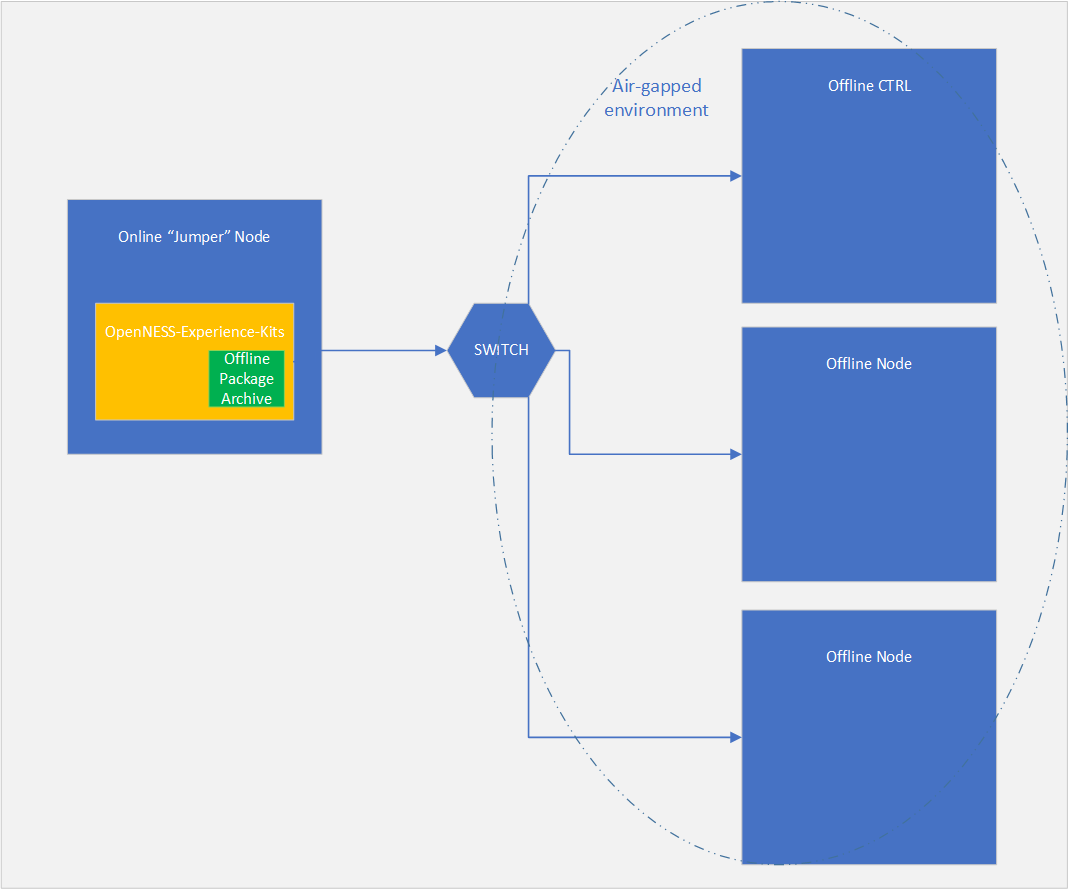 Air-gapped
environment
Offline CTRL
Online “Jumper” Node
OpenNESS-Experience-Kits
Offline
Package
Archive
SWITCH
Offline Node
Offline Node